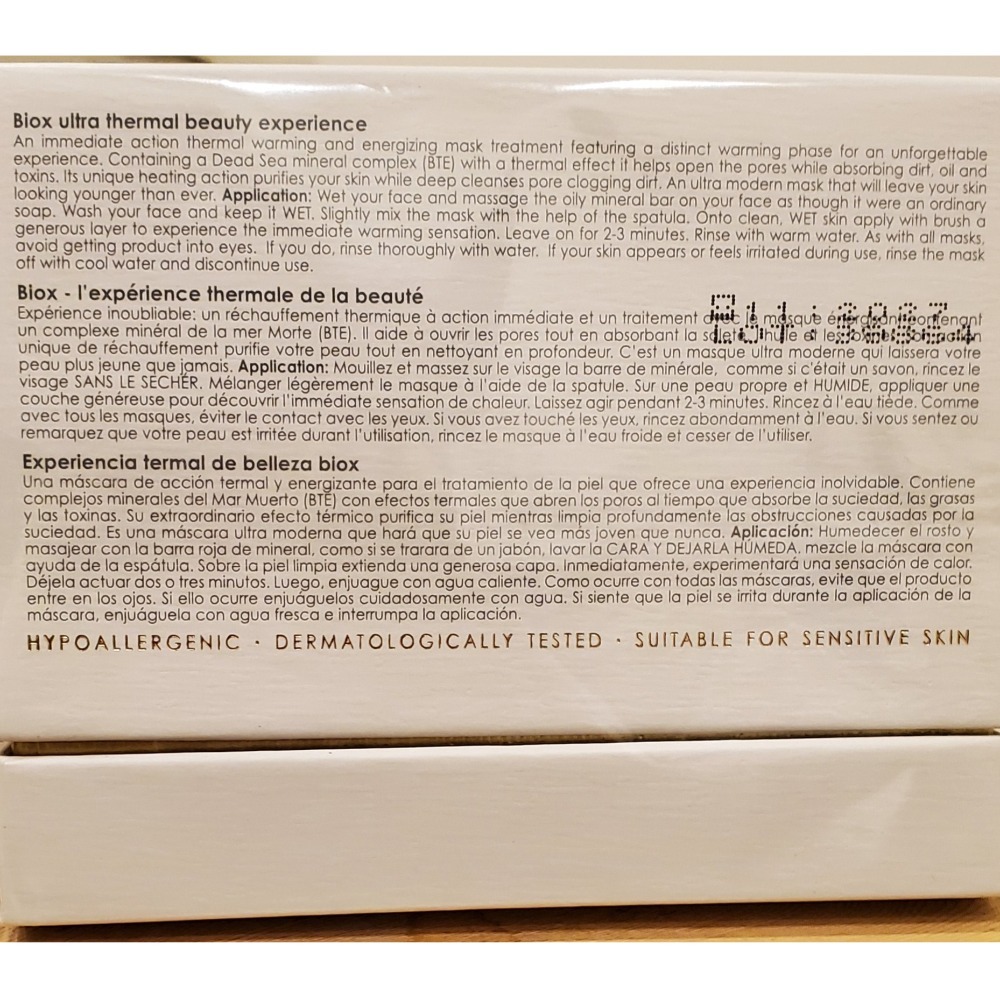 Biox ultra thermal beauty experience
An immediate action thermal warming and energizing mask treatment featuring a distinct warming phase for an unforgettable
experience. Containing a Dead Sea mineral complex (BTE) with a thermal effect it helps open the pores while absorbing dirt, oil and
toxins. Its unique heating action purifies your skin while deep cleanses pore clogging dirt. An ultra modern mask that will leave your skin
looking younger than ever. Application: Wet your face and massage the oily mineral bar on your face as though it were an ordinary
soap. Wash your face and keep it WET. Slightly mix the mask with the help of the spatula. Onto clean, WET skin apply with brush a
generous layer to experience the immediate warming sensation. Leave on for 2-3 minutes. Rinse with warm water. As with all masks,
avoid getting product into eyes. If you do, rinse thoroughly with water. If your skin appears or feels irritated during use, rinse the mask
off with cool water and discontinue use.
Biox - l'expérience thermale de la beauté
Expérience inoubliable: un réchauffement thermique à action immédiate et un traitement le masque
un complexe minéral de la mer Morte (BTE). Il aide à ouvrir les pores tout en absorbant la
unique de réchauffement purifie votre peau tout en nettoyant en profondeur. C'est un masque ultra moderne qui laissera votre
peau plus jeune que jamais. Application: Mouillez et massez sur le visage la barre de minérale, comme si c'était un savon, rincez le
visage SANS LE SÉCHER. Mélanger légèrement le masque à l'aide de la spatule. Sur une peau propre et HUMIDE, appliquer une
couche généreuse pour découvrir l'immédiate sensation de chaleur. Laissez agir pendant 2-3 minutes. Rincez à l'eau tiède. Comme
avec tous les masques, éviter le contact avec les yeux. Si vous avez touché les yeux, rincez abondamment à l'eau. Si vous sentez ou
remarquez que votre peau est irritée durant l'utilisation, rincez le masque à l'eau froide et cesser de l'utiliser.
Experiencia termal de belleza biox
Una máscara de acción termal y energizante para el tratamiento de la piel que ofrece una experiencia inolvidable. Contiene
complejos minerales del Mar Muerto (BTE) con efectos termales que abren los poros al tiempo que absorbe la suciedad, las grasas
y las toxinas. Su extraordinario efecto térmico purifica su piel mientras limpia profundamente las obstrucciones causadas por la
suciedad. Es una máscara ultra moderna que hará que su piel se vea más joven que nunca. Aplicación: Humedecer el rostro y
masajear con la barra roja de mineral, como si se trarara de un jabón, lavar la CARA Y DEJARLA HÚMEDA. mezcle la máscara con
ayuda de la espátula. Sobre la piel limpia extienda una generosa capa. Inmediatamente, experimentará una sensación de calor.
Déjela actuar dos o tres minutos. Luego, enjuague con agua caliente. Como ocurre con todas las máscaras, evite que el producto
entre en los ojos. Si ello ocurre enjuáguelos cuidadosamente con agua. Si siente que la piel se irrita durante la aplicación de la
máscara, enjuáguela con agua fresca e interrumpa la aplicación.
HYPOALLERGENIC · DERMATOLOGICALLY TESTED · SUITABLE FOR SENSITIVE SKIN